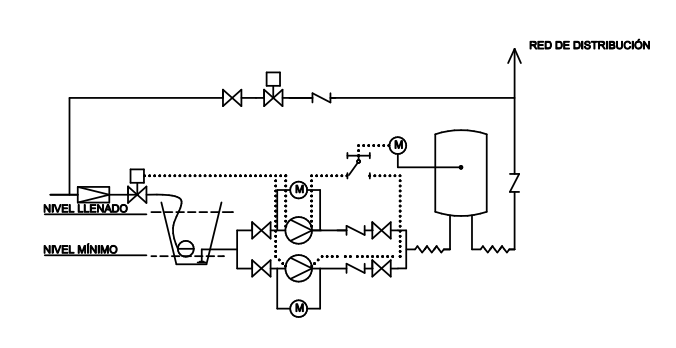 RED DE DISTRIBUCIÓN
M
M
NIVEL LLENADO
NIVEL MÍNIMO
M